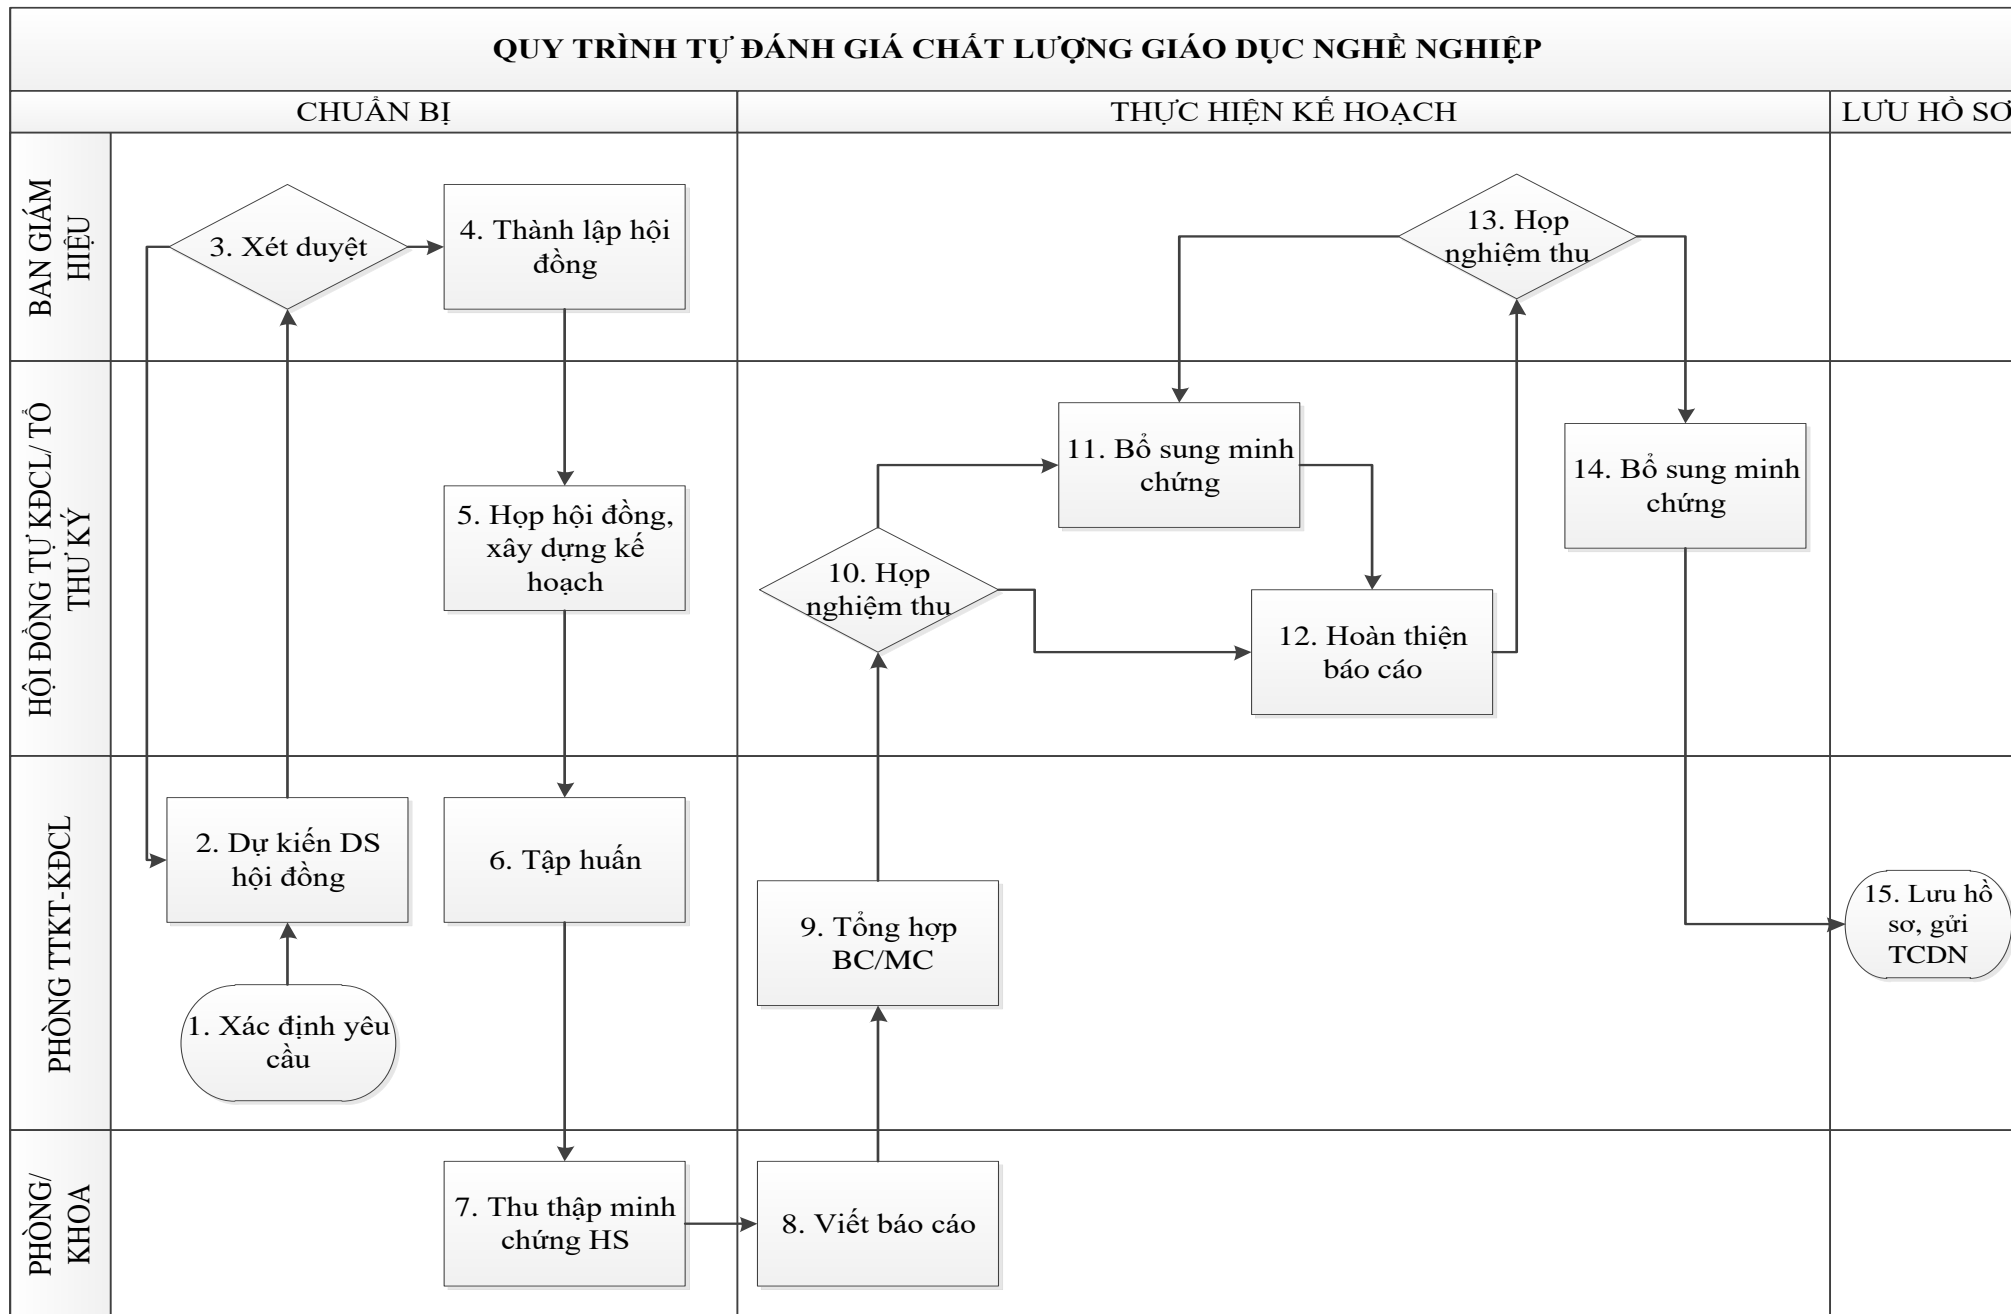 QUY TRÌNH TỰ ĐÁNH GIÁ CHẤT LƯỢNG GIÁO DỤC NGHỀ NGHIỆP
CHUẨN BỊ
THỰC HIỆN KẾ HOẠCH
LƯU HỒ SƠ
BAN GIÁM
HIỆU
3. Xét duyệt
4. Thành lập hội
đồng
13. Họp
nghiệm thu
HỘI ĐỒNG TỰ KĐCL/ TỔ
THƯ KÝ
5. Họp hội đồng,
xây dựng kế
hoạch
10. Họp
nghiệm thu
11. Bổ sung minh
chứng
12. Hoàn thiện
báo cáo
14. Bổ sung minh
chứng
PHÒNG TTKT-KĐCL
2. Dự kiến DS
hội đồng
1. Xác định yêu
cầu
6. Tập huấn
9. Tổng hợp
BC/MC
15. Lưu hồ
sơ, gửi
TCDN
PHÒNG/
KHOA
7. Thu thập minh
chứng HS
8. Viết báo cáo